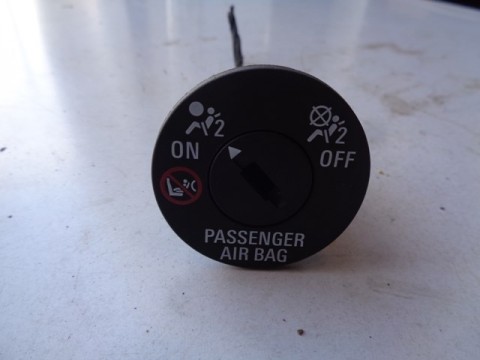 2 2
ON OFF
PASSENGER
AIR BAG